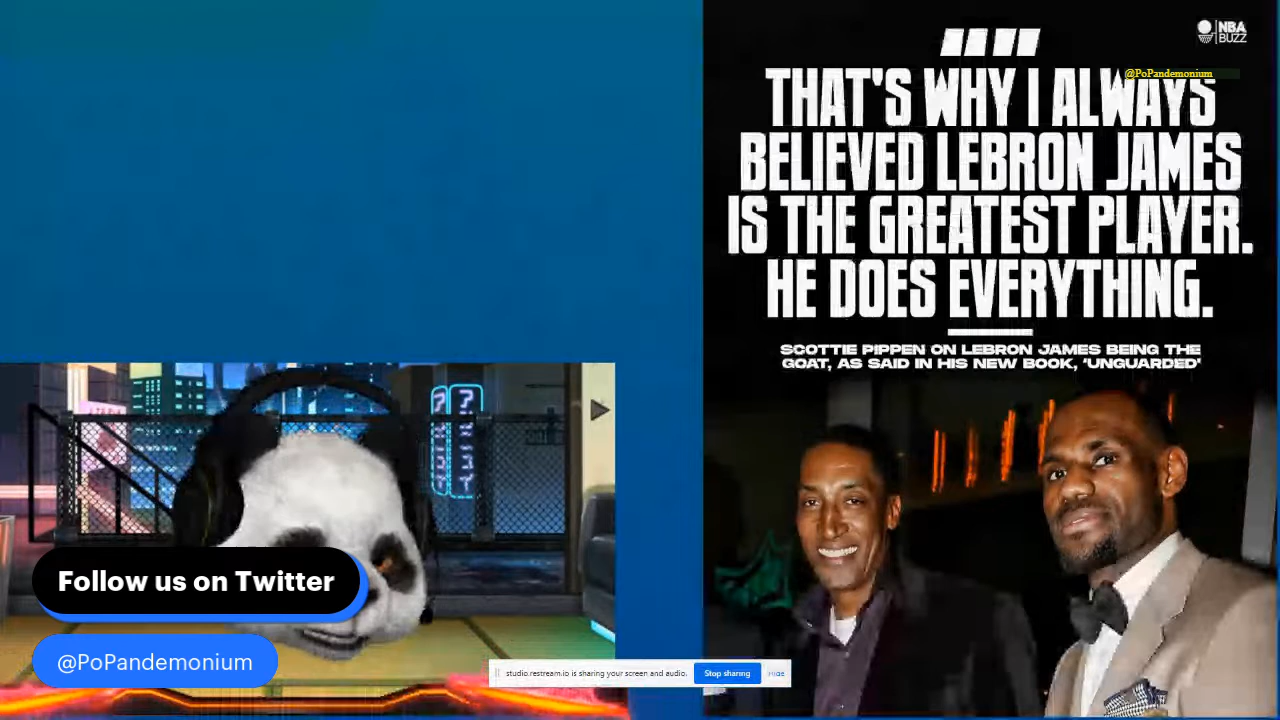 NBA
BUZZ
@PoPandemonium
THAT'S WHY I ALWAYS
BELIEVED LEBRON JAMES
IS THE GREATEST PLAYER.
HE DOES EVERYTHING.
SCOTTIE PIPPEN ON LEBRON JAMES BEING THE
GOAT, AS SAID IN HIS NEW BOOK, 'UNGUARDED'
Follow us on Twitter
@PoPandemonium
studio.restream.io is sharing your screen and audio. Stop sharing Hide